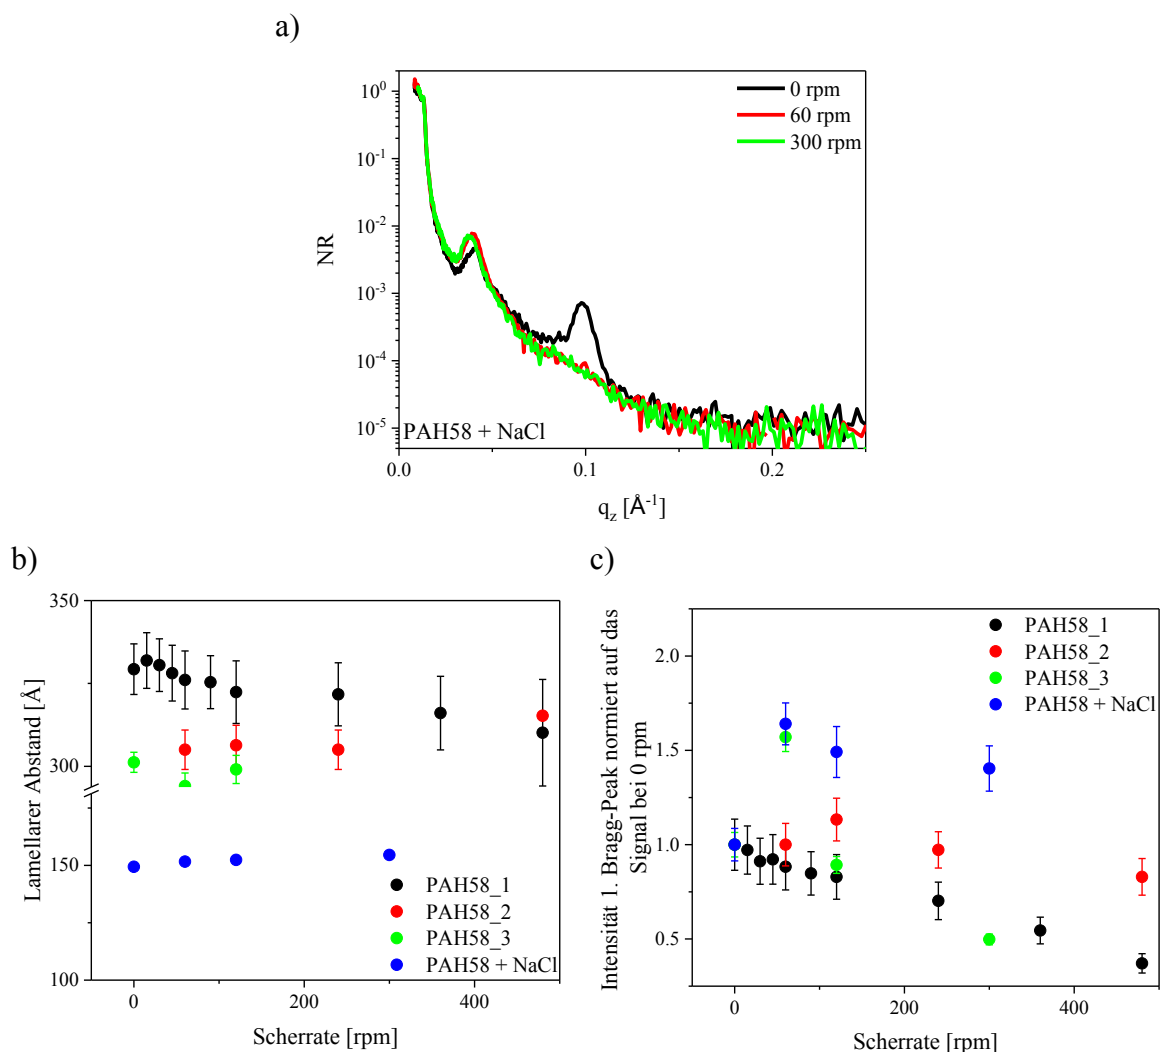 a)
10⁰
10⁻¹
10⁻²
10⁻³
10⁻⁴
10⁻⁵
NR
0 rpm
60 rpm
300 rpm
PAH58 + NaCl
0.0
0.1
0.2
q_z [Å⁻¹]
b)
350
300
150
100
Lamellarer Abstand [Å]
PAH58_1
PAH58_2
PAH58_3
PAH58 + NaCl
0
200
400
Scherrate [rpm]
c)
Intensität 1. Bragg-Peak normiert auf das
Signal bei 0 rpm
2.0
1.5
1.0
0.5
PAH58_1
PAH58_2
PAH58_3
PAH58 + NaCl
0
200
400
Scherrate [rpm]